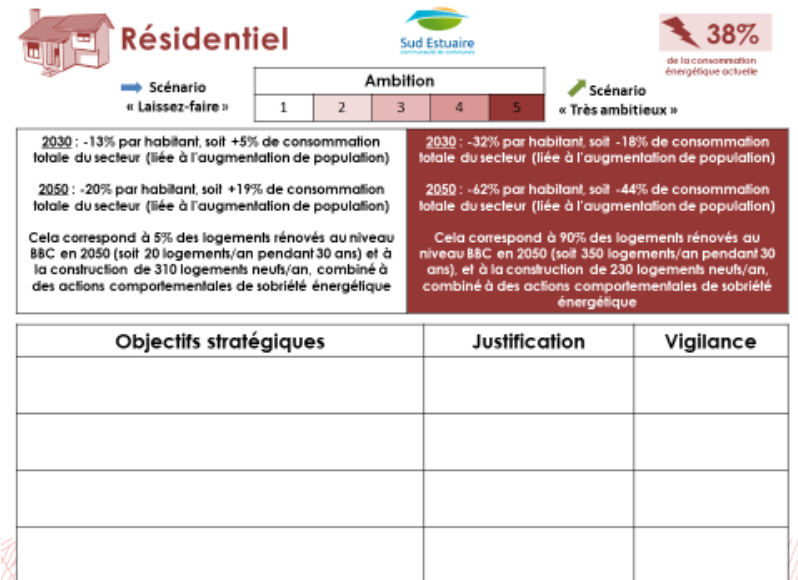 Résidentiel
Sud Estuaire
communauté de communes
38%
de la consommation
énergétique actuelle
Scénario
« Laissez-faire »
Ambition
1 2 3 4 5
Scénario
« Très ambitieux »
2030 : -13% par habitant, soit +5% de consommation
totale du secteur (liée à l'augmentation de population)
2050 : -20% par habitant, soit +19% de consommation
totale du secteur (liée à l'augmentation de population)
Cela correspond à 5% des logements rénovés au niveau
BBC en 2050 (soit 20 logements/an pendant 30 ans) et à
la construction de 310 logements neufs/an, combiné à
des actions comportementales de sobriété énergétique
2030 : -32% par habitant, soit -18% de consommation
totale du secteur (liée à l'augmentation de population)
2050 : -62% par habitant, soit -44% de consommation
totale du secteur (liée à l'augmentation de population)
Cela correspond à 90% des logements rénovés au
niveau BBC en 2050 (soit 350 logements/an pendant 30
ans), et à la construction de 230 logements neufs/an,
combiné à des actions comportementales de sobriété
énergétique
Objectifs stratégiques
Justification
Vigilance